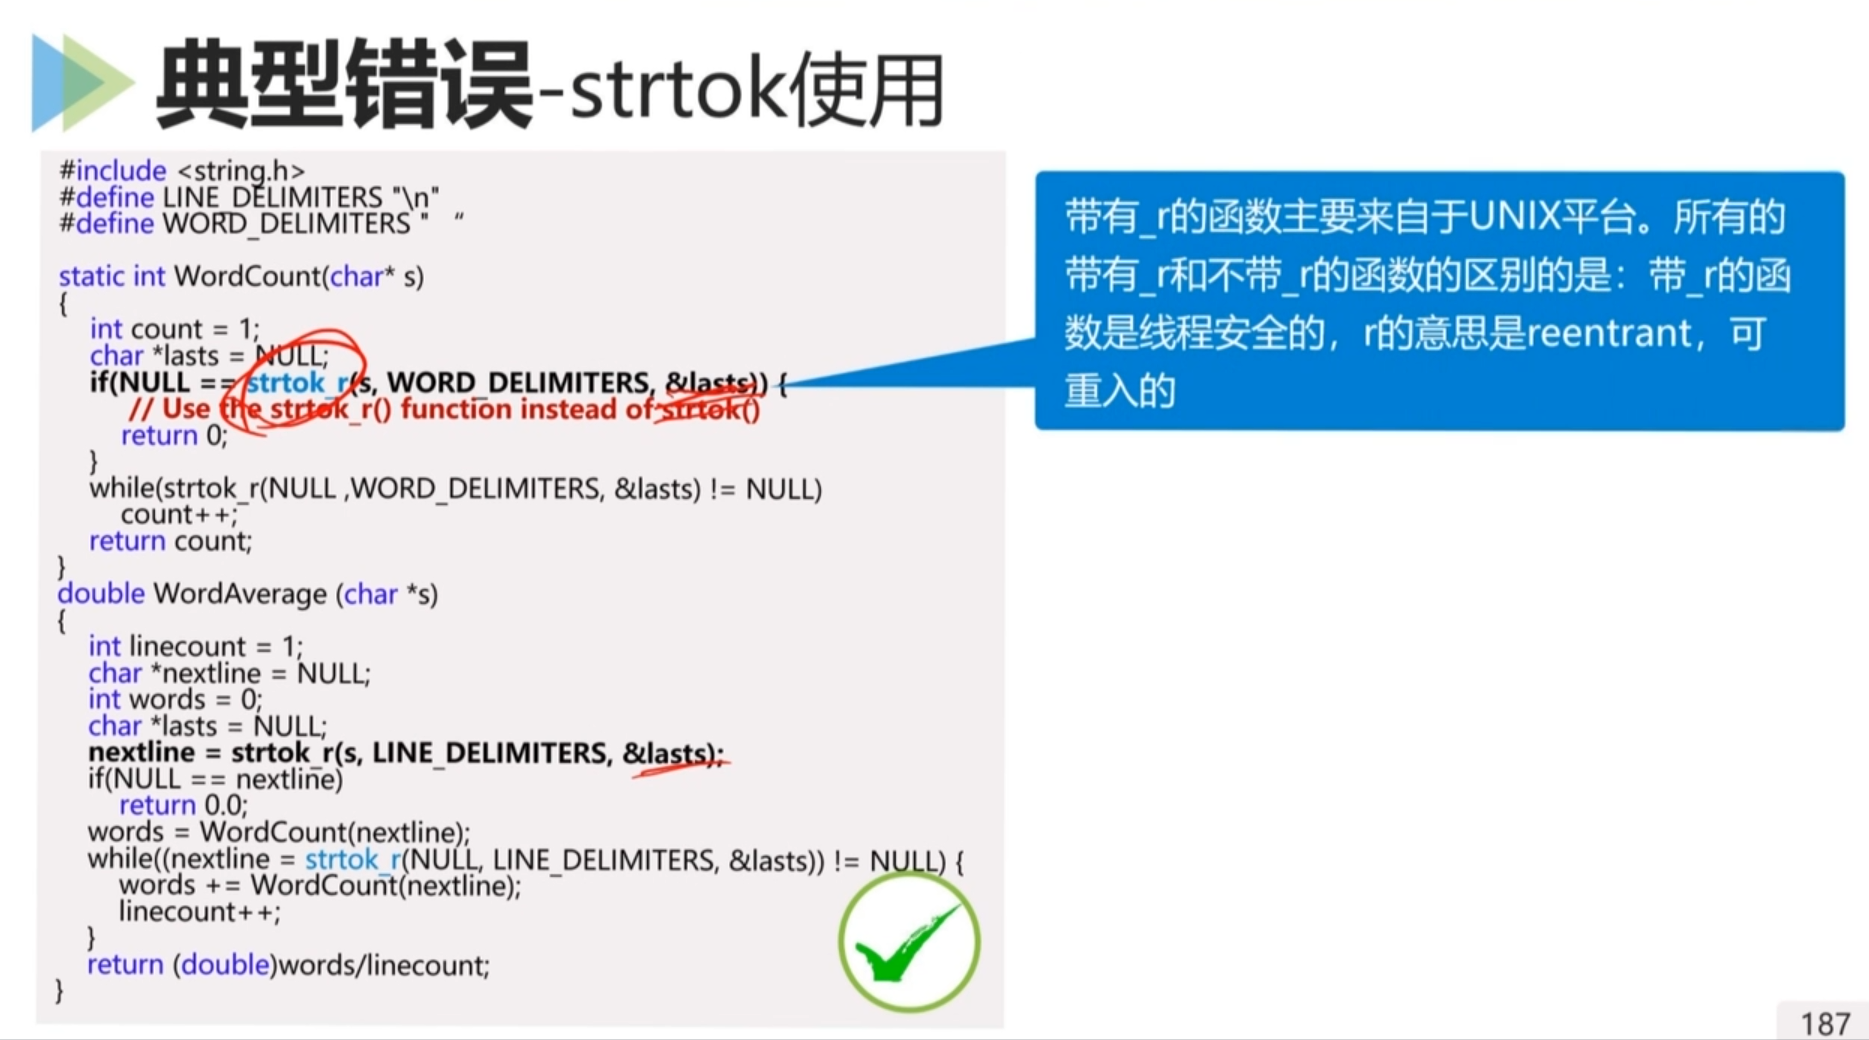 典型错误-strtok使用
#include <string.h>
#define LINE_DELIMITERS "\n"
#define WORD_DELIMITERS " “
static int WordCount(char* s)
{
int count = 1;
char *lasts = NULL;
if(NULL == strtok_r(s, WORD_DELIMITERS, &lasts)) {
// Use the strtok_r() function instead of strtok()
return 0;
}
while(strtok_r(NULL ,WORD_DELIMITERS, &lasts) != NULL)
count++;
return count;
}
double WordAverage (char *s)
{
int linecount = 1;
char *nextline = NULL;
int words = 0;
char *lasts = NULL;
nextline = strtok_r(s, LINE_DELIMITERS, &lasts);
if(NULL == nextline)
return 0.0;
words = WordCount(nextline);
while((nextline = strtok_r(NULL, LINE_DELIMITERS, &lasts)) != NULL) {
words += WordCount(nextline);
linecount++;
}
return (double)words/linecount;
}
带有_r的函数主要来自于UNIX平台。所有的
带有_r和不带_r的函数的区别的是：带_r的函
数是线程安全的，r的意思是reentrant，可
重入的
187